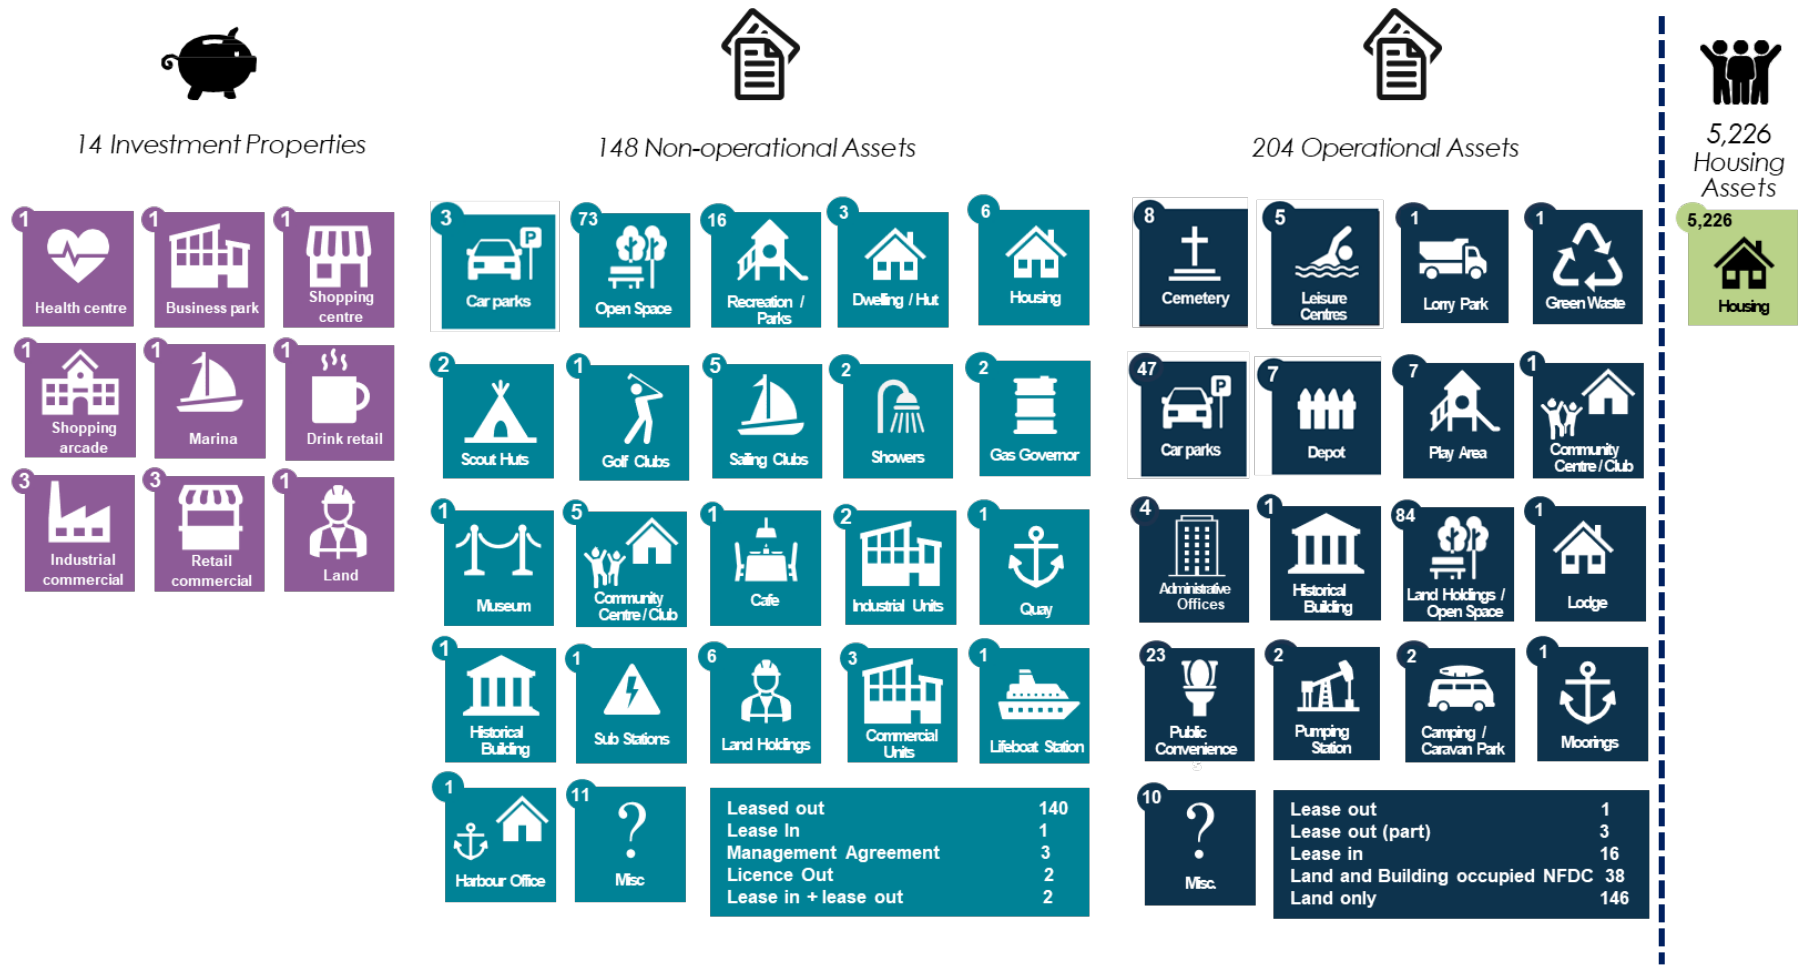 14 Investment Properties
148 Non-operational Assets
204 Operational Assets
5,226
Housing
Assets
1
Health centre
1
Business park
1
Shopping
centre
1
Shopping
arcade
1
Marina
1
Drink retail
3
Industrial
commercial
3
Retail
commercial
1
Land
3
P
Car parks
73
Open Space
16
Recreation /
Parks
3
Dwelling / Hut
6
Housing
2
Scout Huts
1
Golf Clubs
5
Sailing Clubs
2
Showers
2
Gas Governor
1
Museum
5
Community
Centre / Club
1
Cafe
2
Industrial Units
1
Quay
1
Historical
Building
1
Sub Stations
6
Land Holdings
3
Commercial
Units
1
Lifeboat Station
1
Harbour Office
11
?
Misc
Leased out 140
Lease In 1
Management Agreement 3
Licence Out 2
Lease in + lease out 2
8
Cemetery
5
Leisure
Centres
1
Lorry Park
1
Green Waste
47
P
Car parks
7
Depot
7
Play Area
1
Community
Centre / Club
4
Administrative
Offices
1
Historical
Building
84
Land Holdings /
Open Space
1
Lodge
23
Public
Convenience
2
Pumping
Station
2
Camping /
Caravan Park
1
Moorings
10
?
Misc.
Lease out 1
Lease out (part) 3
Lease in 16
Land and Building occupied NFDC 38
Land only 146
5,226
Housing